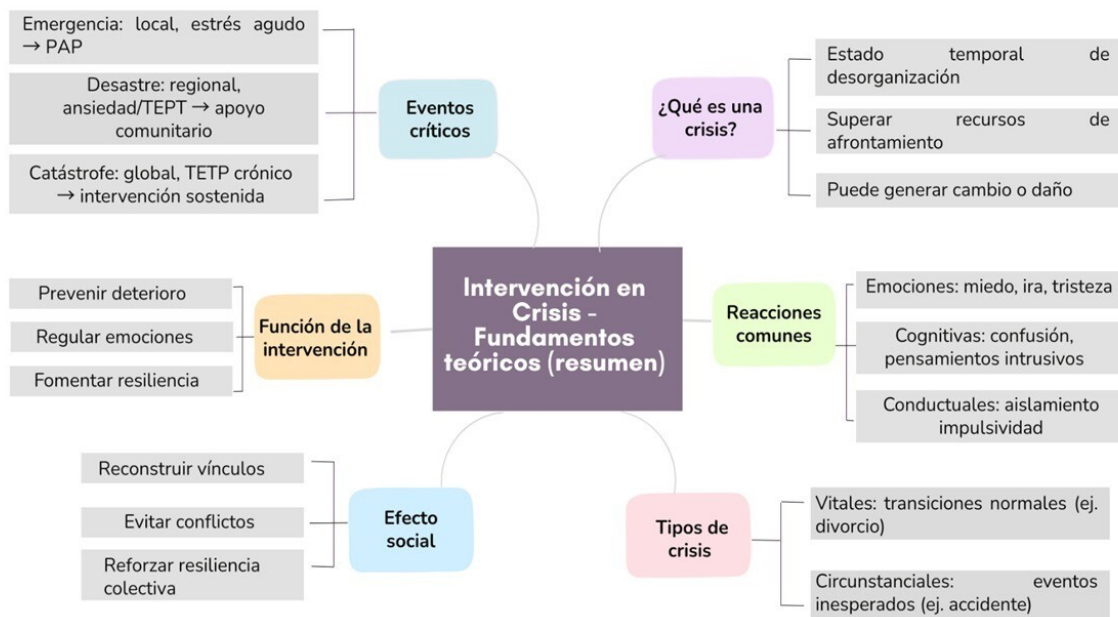 Intervención en
Crisis -
Fundamentos
teóricos (resumen)
Eventos
críticos
Emergencia: local, estrés agudo
→ PAP
Desastre: regional,
ansiedad/TEPT → apoyo
comunitario
Catástrofe: global, TETP crónico
→ intervención sostenida
¿Qué es una
crisis?
Estado temporal de
desorganización
Superar recursos de
afrontamiento
Puede generar cambio o daño
Función de la
intervención
Prevenir deterioro
Regular emociones
Fomentar resiliencia
Reacciones
comunes
Emociones: miedo, ira, tristeza
Cognitivas: confusión,
pensamientos intrusivos
Conductuales: aislamiento
impulsividad
Efecto
social
Reconstruir vínculos
Evitar conflictos
Reforzar resiliencia
colectiva
Tipos de
crisis
Vitales: transiciones normales (ej.
divorcio)
Circunstanciales: eventos
inesperados (ej. accidente)